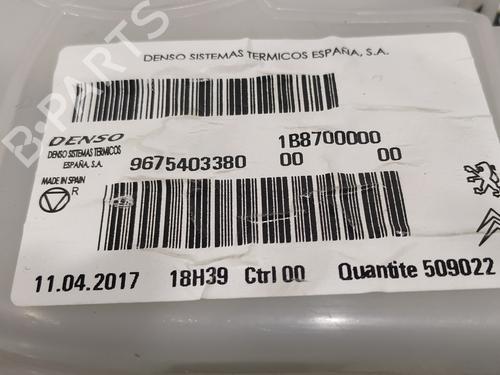 DENSO SISTEMAS TERMICOS ESPAÑA, S.A.
B-PARTS
DENSO
DENSO SISTEMAS TERMICOS
ESPAÑA, S.A.
9675403380
1B8700000
00 00
MADE IN SPAIN
R
11.04.2017 18H39 Ctrl 00 Quantite 509022